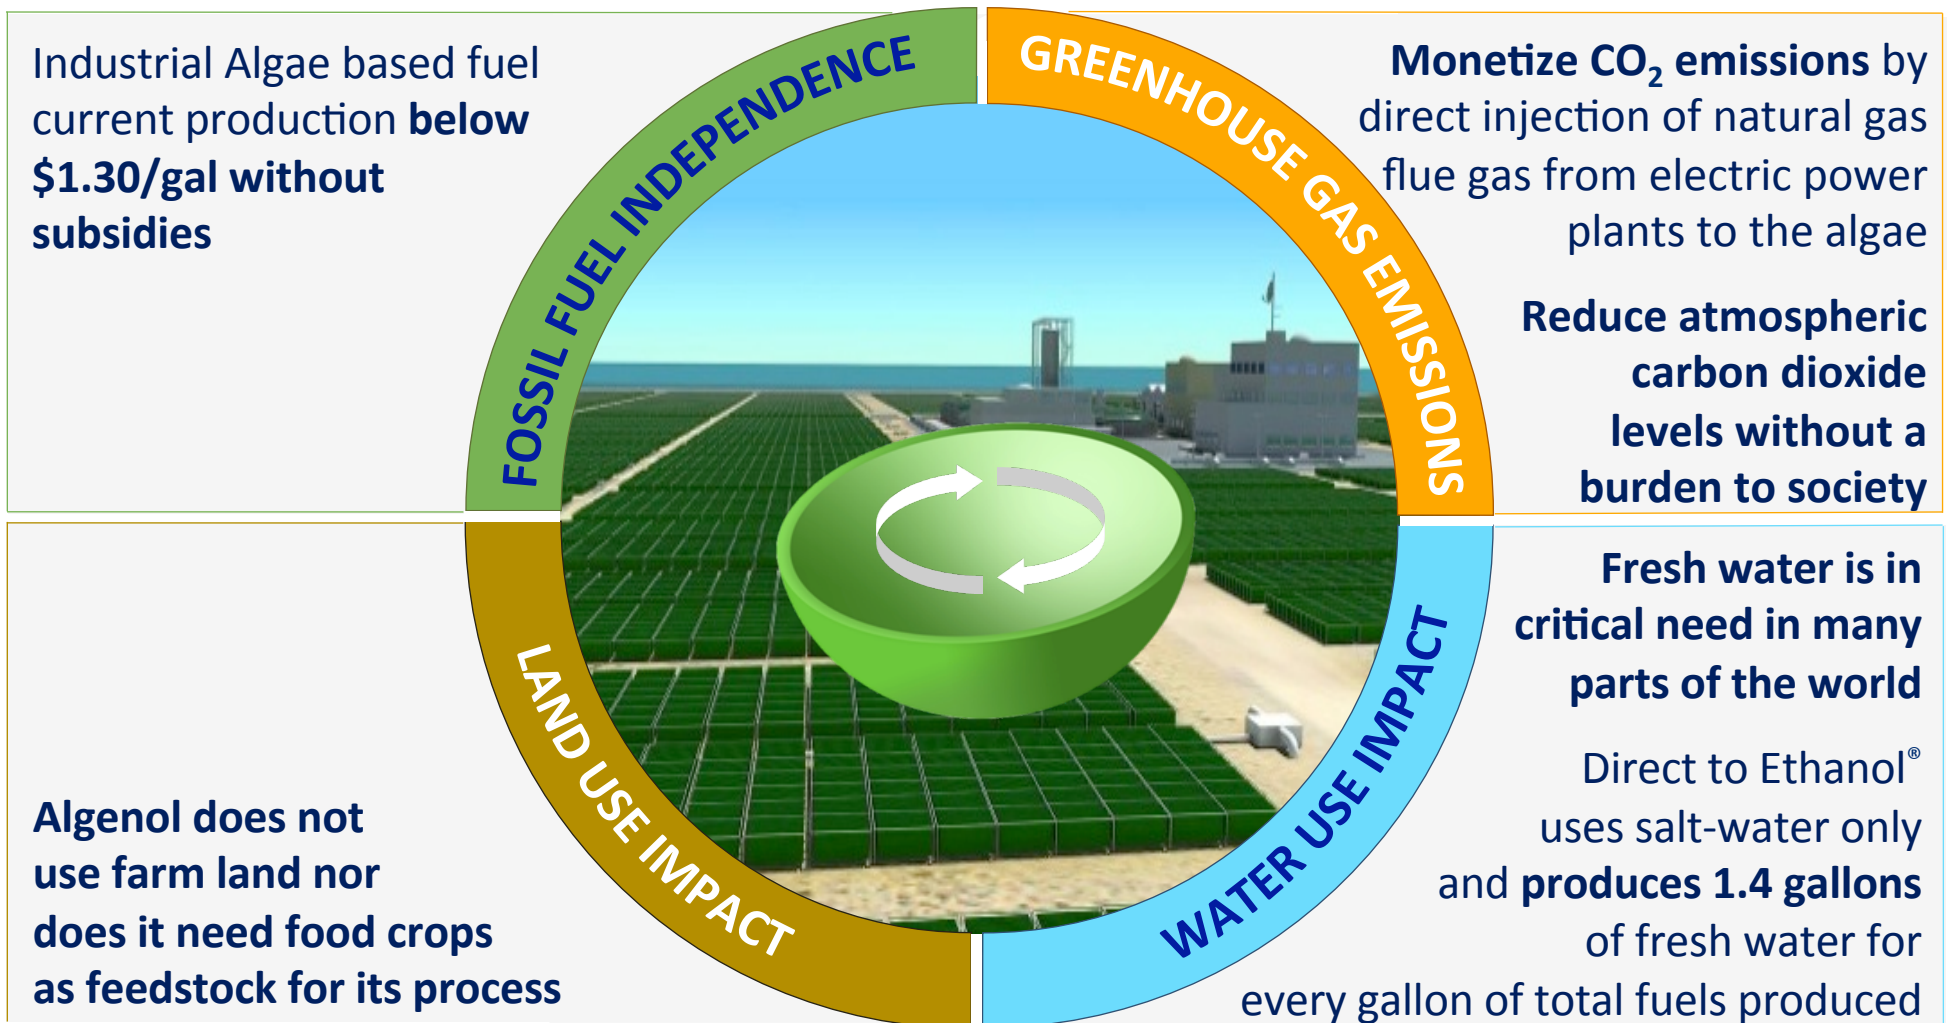 Industrial Algae based fuel
current production below
$1.30/gal without
subsidies
FOSSIL FUEL INDEPENDENCE
GREENHOUSE GAS EMISSIONS
Monetize CO₂ emissions by
direct injection of natural gas
flue gas from electric power
plants to the algae
Reduce atmospheric
carbon dioxide
levels without a
burden to society
LAND USE IMPACT
Algenol does not
use farm land nor
does it need food crops
as feedstock for its process
WATER USE IMPACT
Fresh water is in
critical need in many
parts of the world
Direct to Ethanol®
uses salt-water only
and produces 1.4 gallons
of fresh water for
every gallon of total fuels produced